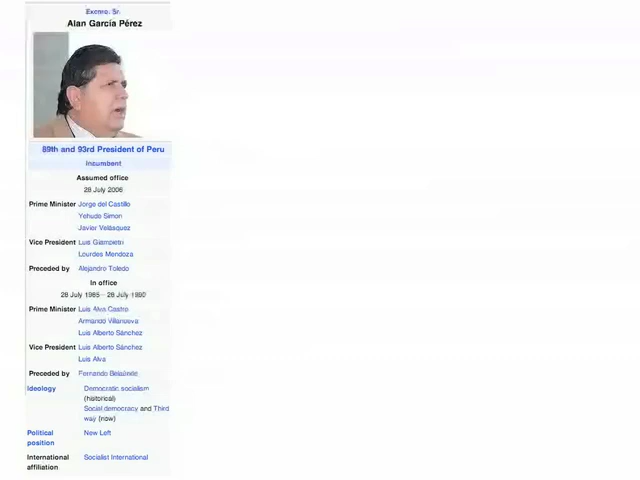 Excmo. Sr.
Alan García Pérez
89th and 93rd President of Peru
Incumbent
Assumed office
28 July 2006
Prime Minister Jorge del Castillo
Yehude Simon
Javier Velásquez
Vice President Luis Giampietri
Lourdes Mendoza
Preceded by Alejandro Toledo
In office
28 July 1985 – 28 July 1990
Prime Minister Luis Alva Castro
Armando Villanueva
Luis Alberto Sánchez
Vice President Luis Alberto Sánchez
Luis Alva
Preceded by Fernando Belaúnde
Ideology Democratic socialism
(historical)
Social democracy and Third
way (now)
Political New Left
position
International Socialist International
affiliation